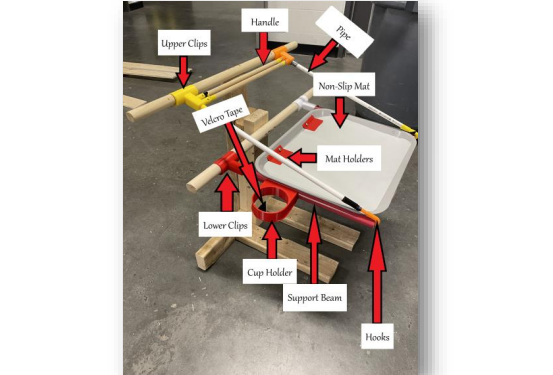 Handle
Pipe
Upper Clips
Non-Slip Mat
Velcro Tape
Mat Holders
Lower Clips
Cup Holder
Support Beam
Hooks